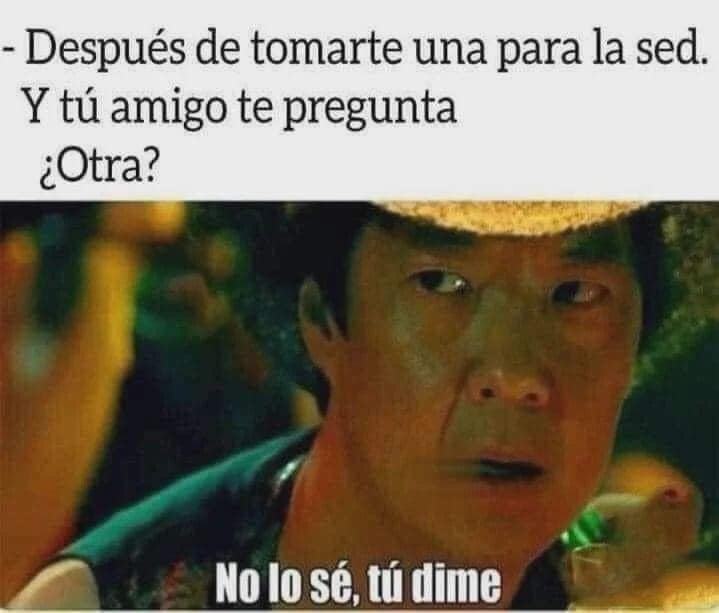 - Después de tomarte una para la sed.
Y tú amigo te pregunta
¿Otra?
No lo sé, tú dime